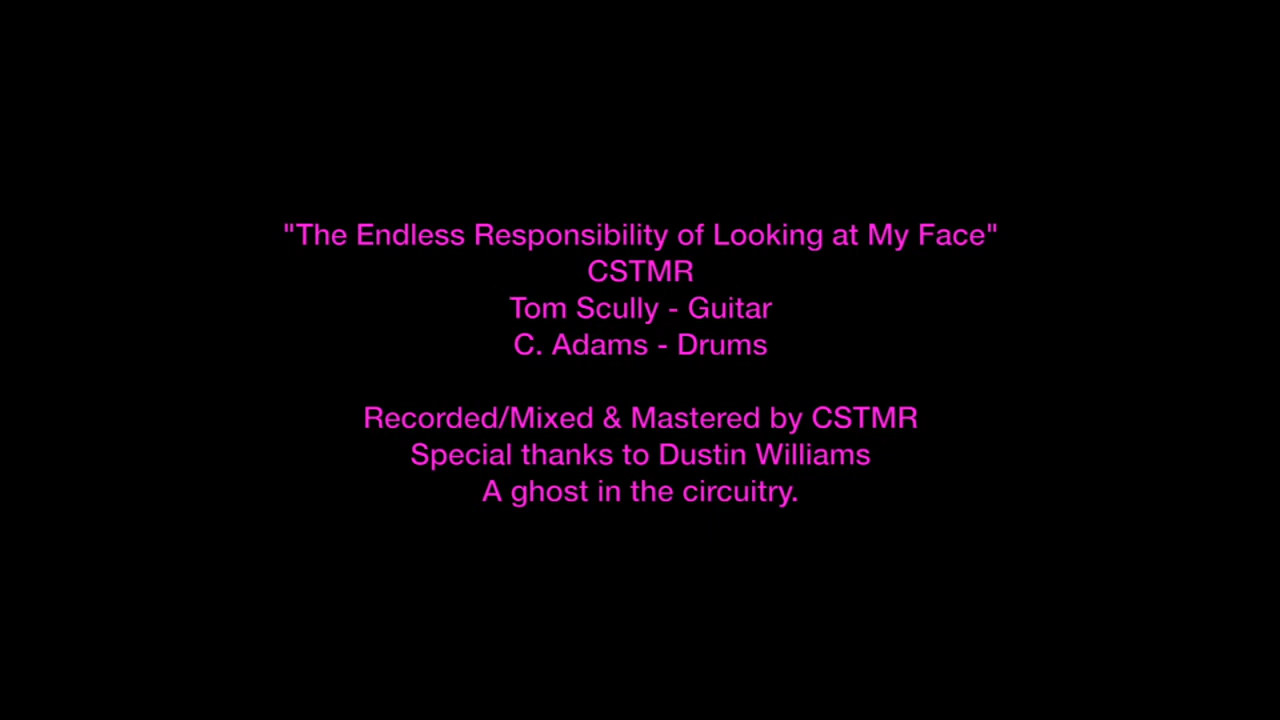 "The Endless Responsibility of Looking at My Face"
CSTMR
Tom Scully - Guitar
C. Adams - Drums
Recorded/Mixed & Mastered by CSTMR
Special thanks to Dustin Williams
A ghost in the circuitry.